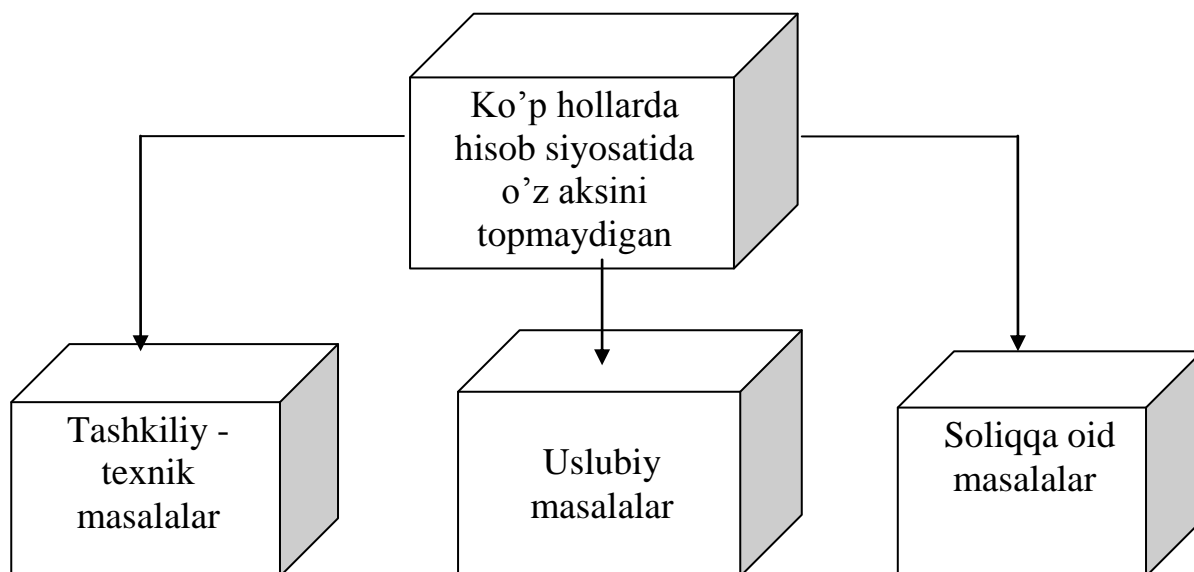 Ko’p hollarda
hisob siyosatida
o’z aksini
topmaydigan
Tashkiliy -
texnik
masalalar
Uslubiy
masalalar
Soliqqa oid
masalalar